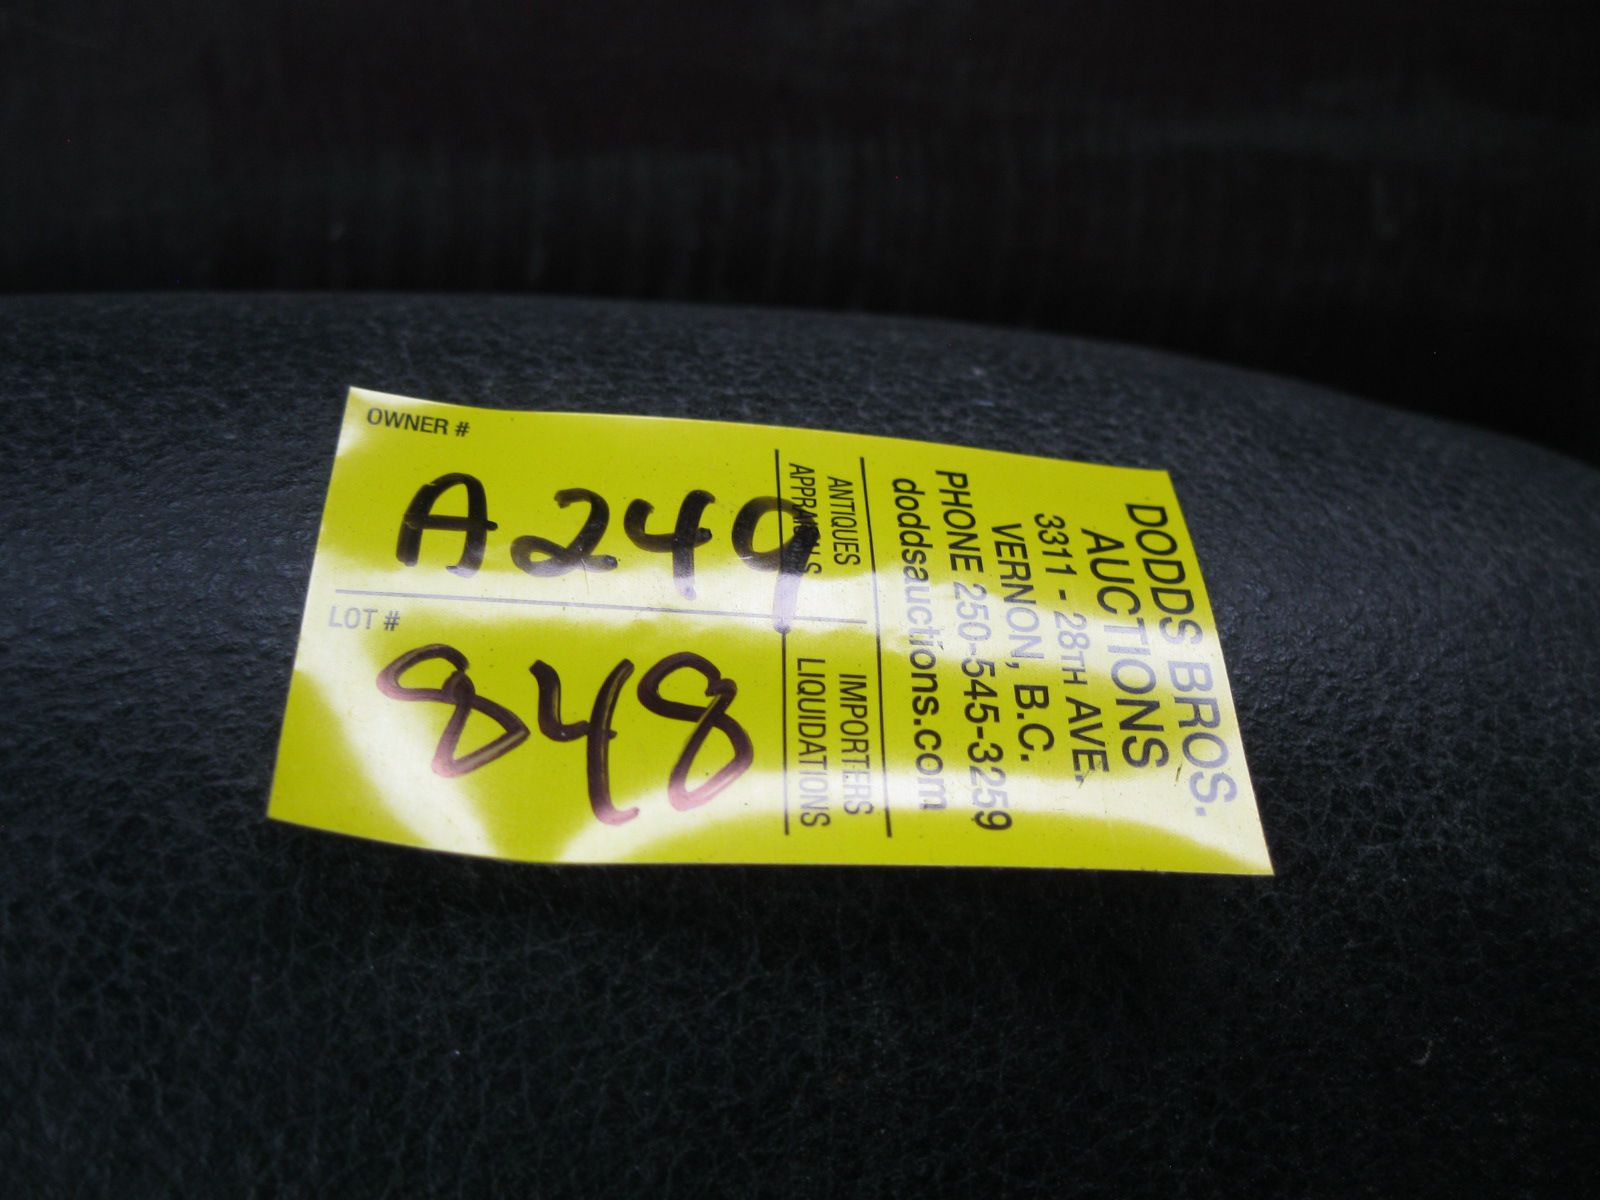 OWNER #
A249
LOT #
848
ANTIQUES
APPRAISALS
IMPORTERS
LIQUIDATIONS
DODDS BROS.
AUCTIONS
3311 - 28TH AVE.
VERNON, B.C.
PHONE 250-545-3259
doddsauctions.com